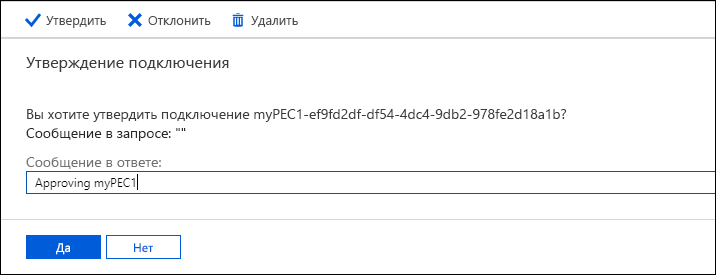 Утвердить Отклонить Удалить
Утверждение подключения
Вы хотите утвердить подключение myPEC1-ef9fd2df-df54-4dc4-9db2-978fe2d18a1b?
Сообщение в запросе: ""
Сообщение в ответе:
Approving myPEC1
Да Нет